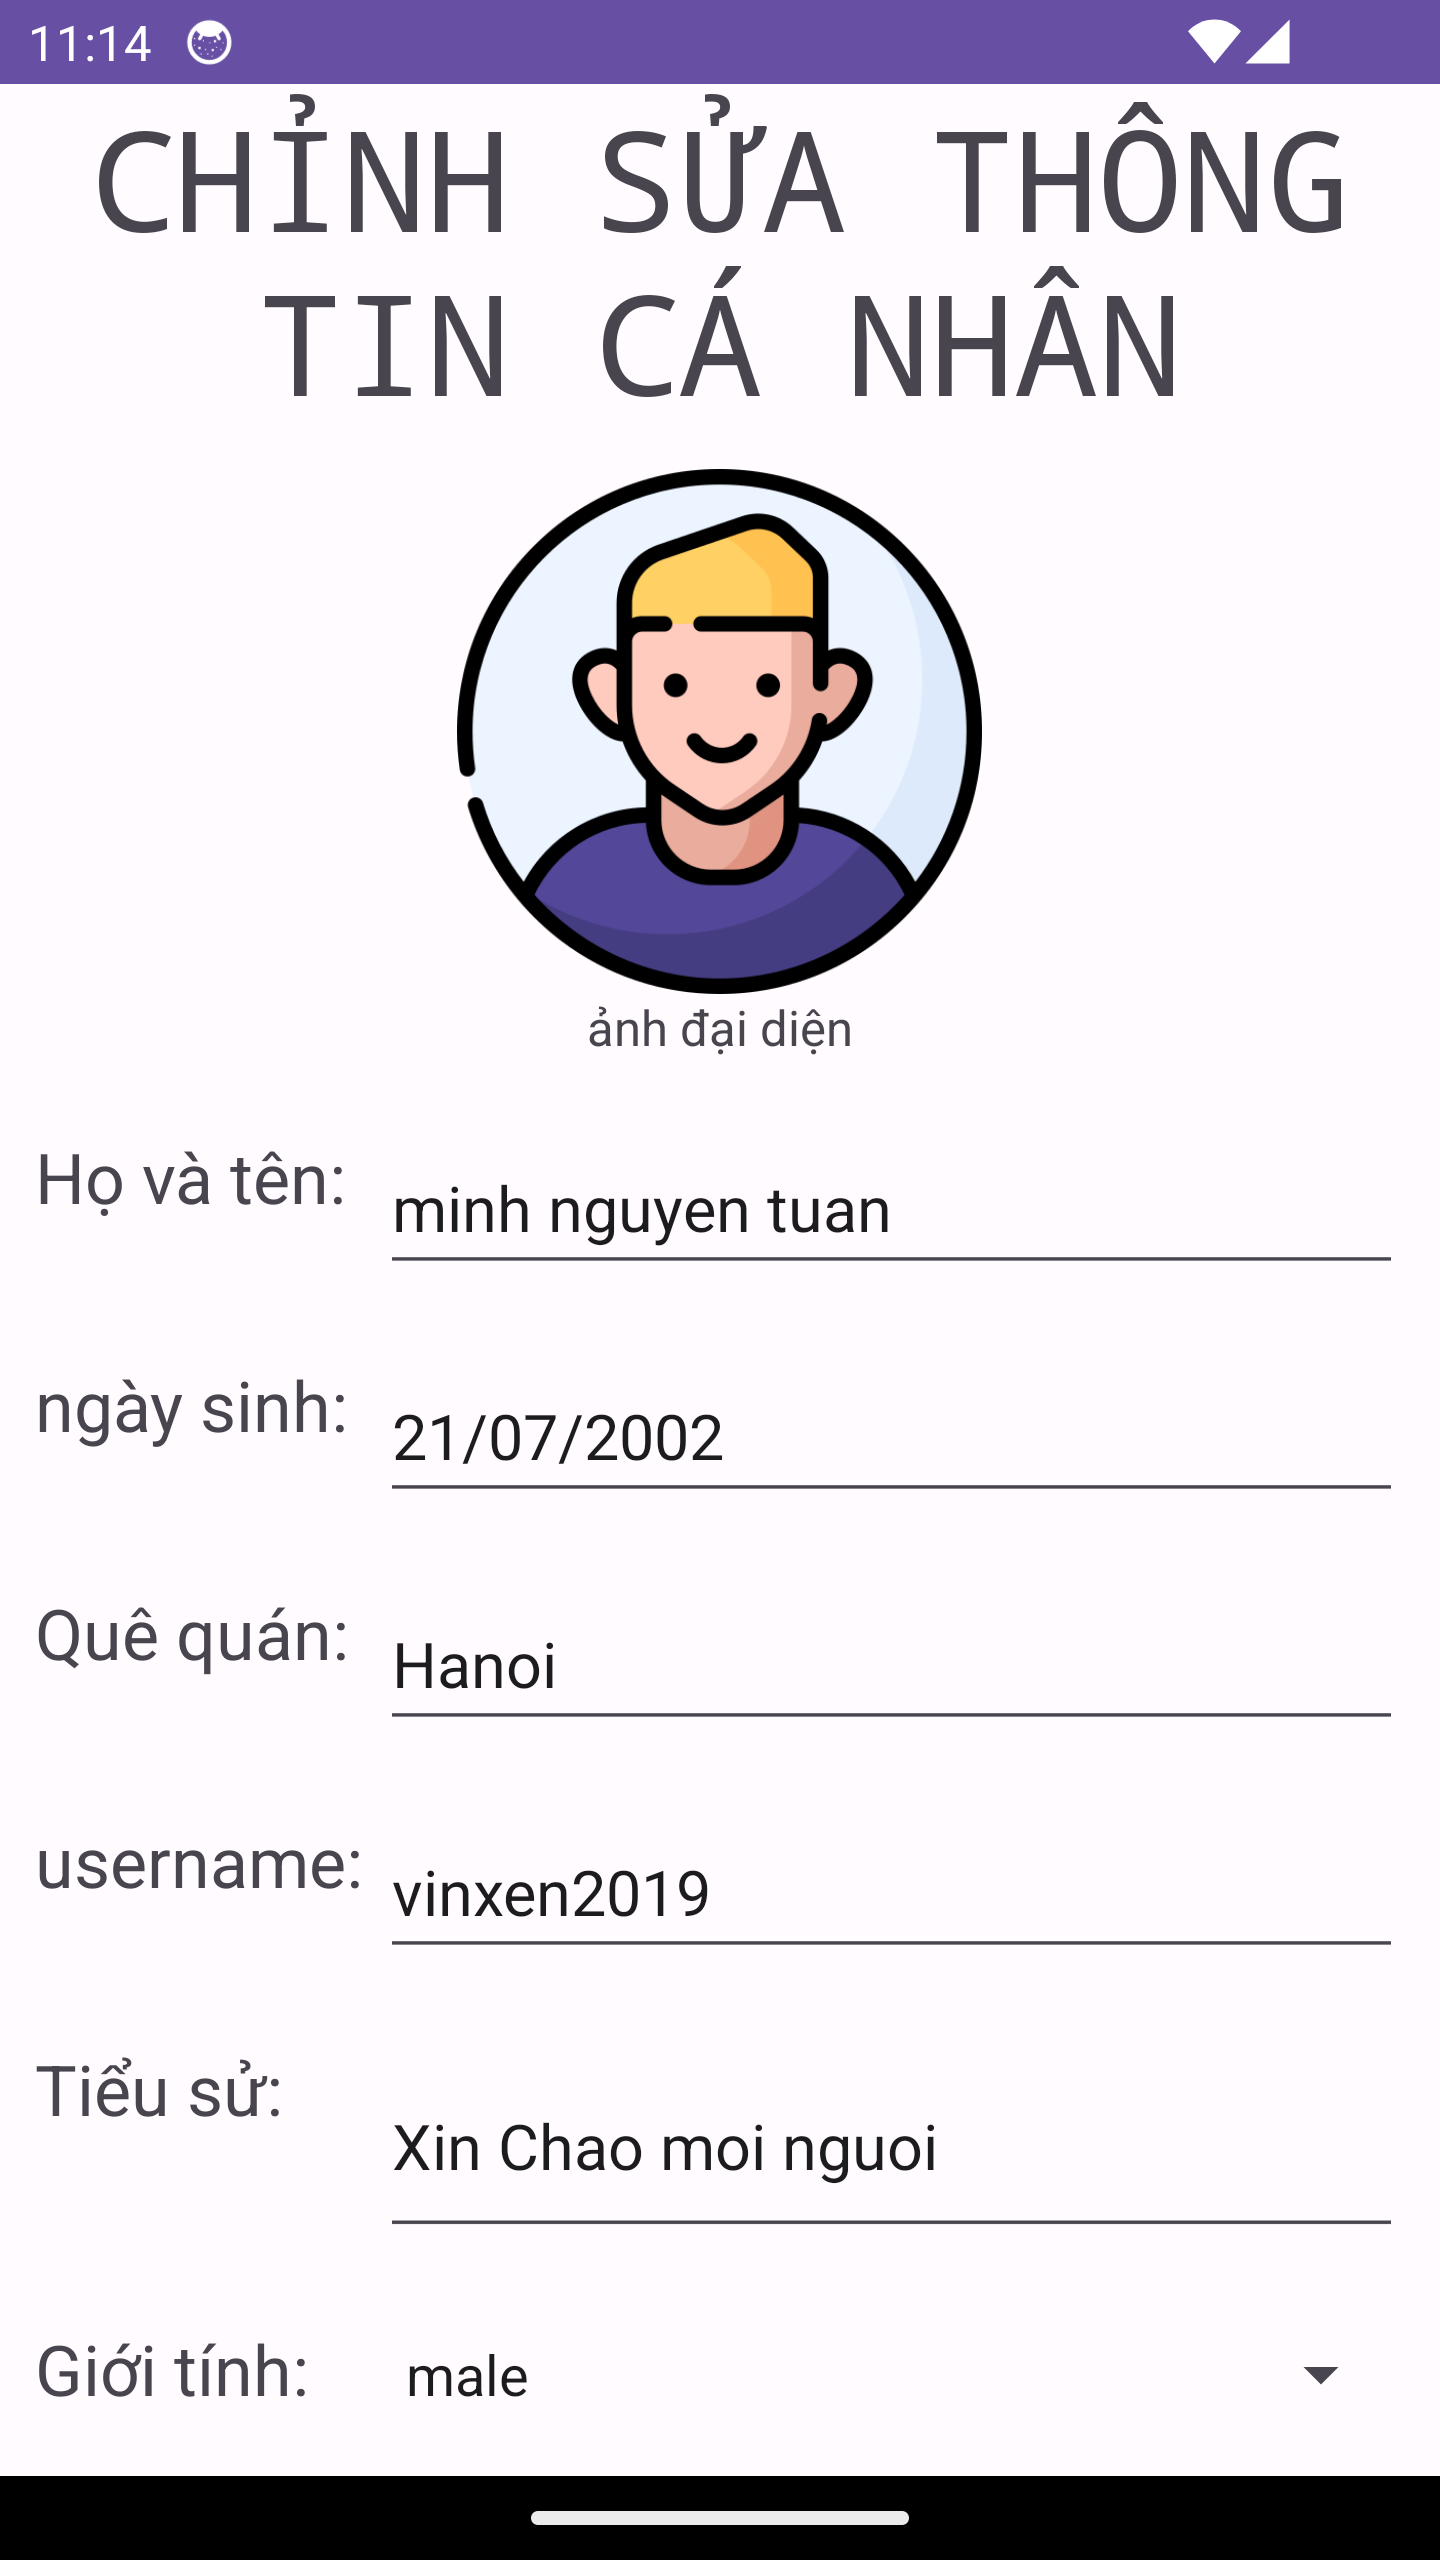 11:14
CHỈNH SỬA THÔNG
TIN CÁ NHÂN
ảnh đại diện
Họ và tên: minh nguyen tuan
ngày sinh: 21/07/2002
Quê quán: Hanoi
username: vinxen2019
Tiểu sử: Xin Chao moi nguoi
Giới tính: male